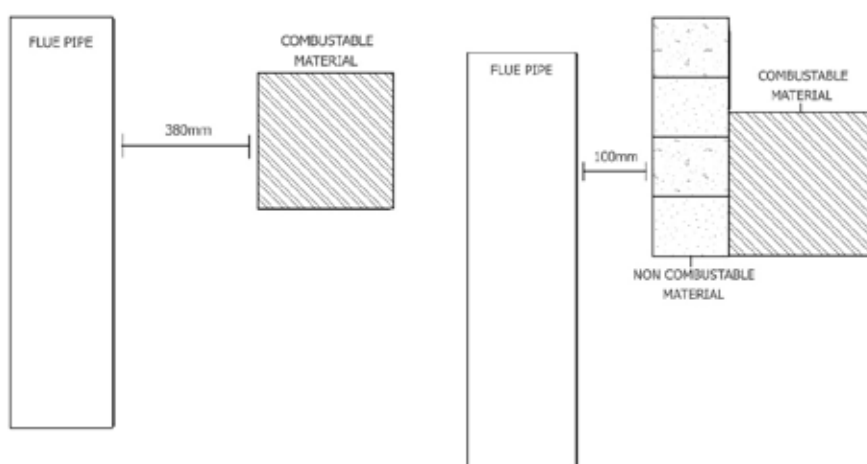 FLUE PIPE
COMBUSTABLE
MATERIAL
380mm
FLUE PIPE
COMBUSTABLE
MATERIAL
100mm
NON COMBUSTABLE
MATERIAL